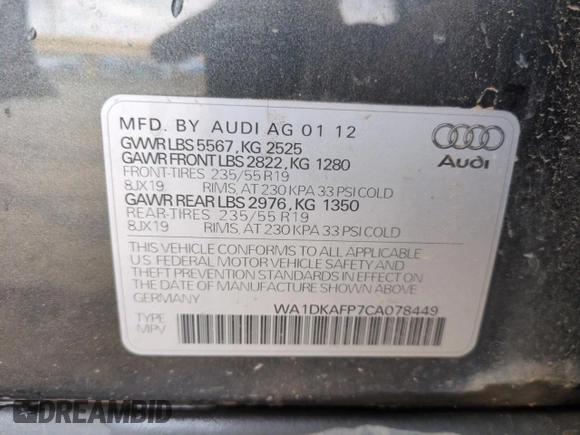 MFD. BY AUDI AG 01 12
GVWR LBS 5567, KG 2525
GAWR FRONT LBS 2822, KG 1280
FRONT-TIRES 235/55 R19
8JX19 RIMS, AT 230 KPA 33 PSI COLD
GAWR REAR LBS 2976, KG 1350
REAR-TIRES 235/55 R19
8JX19 RIMS, AT 230 KPA 33 PSI COLD
Audi
THIS VEHICLE CONFORMS TO ALL APPLICABLE
U.S. FEDERAL MOTOR VEHICLE SAFETY AND
THEFT PREVENTION STANDARDS IN EFFECT ON
THE DATE OF MANUFACTURE SHOWN ABOVE.
GERMANY
WA1DKAFP7CA078449
TYPE
MPV
DREAMBID